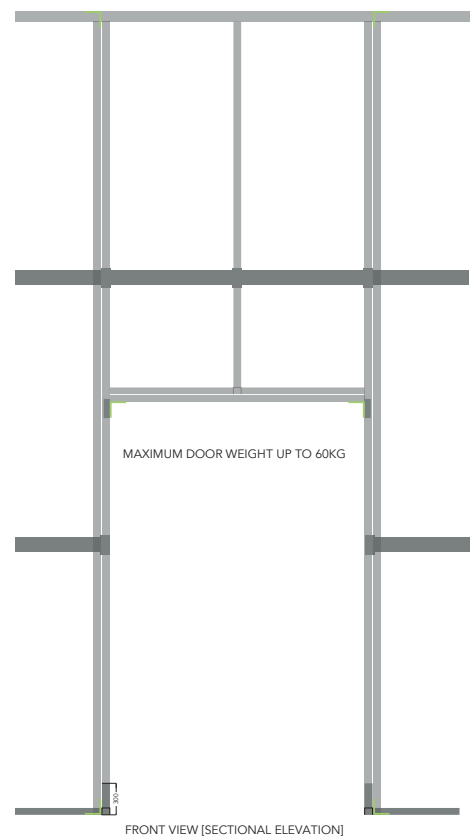 MAXIMUM DOOR WEIGHT UP TO 60KG
300
FRONT VIEW [SECTIONAL ELEVATION]